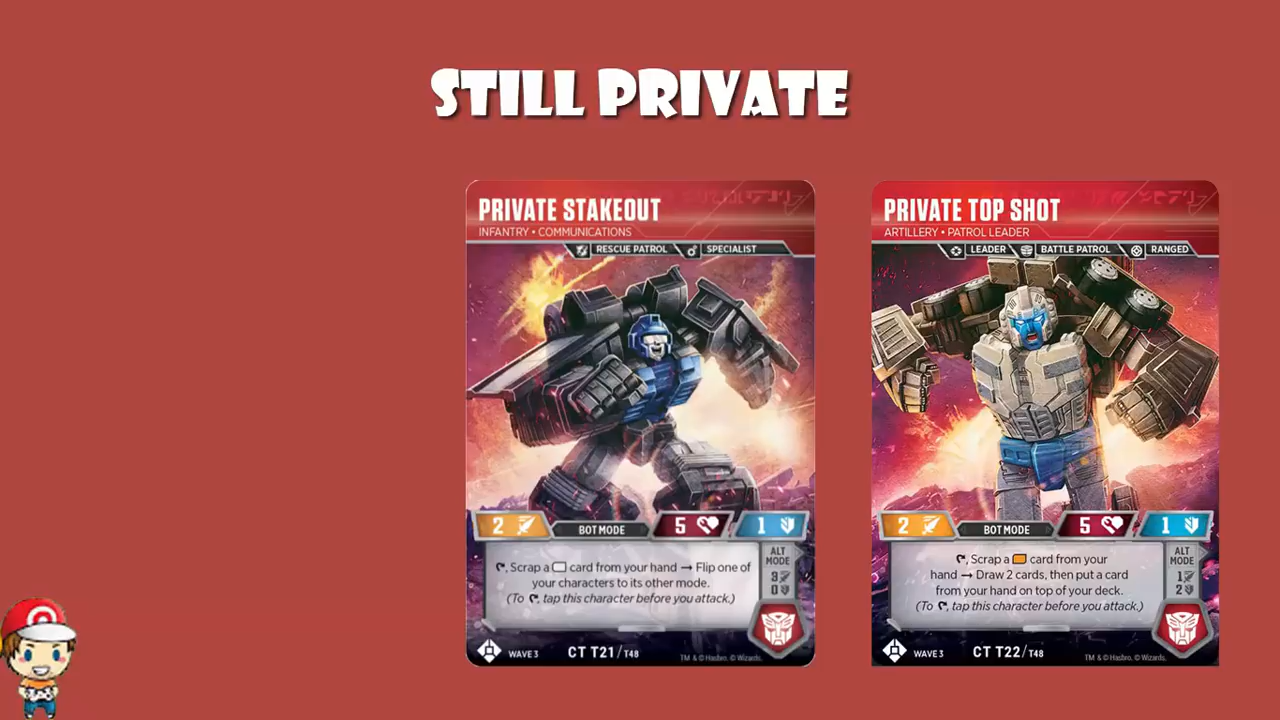 STILL PRIVATE
PRIVATE STAKEOUT
INFANTRY • COMMUNICATIONS
RESCUE PATROL SPECIALIST
2 BOT MODE 5 1
, Scrap a card from your hand → Flip one of
your characters to its other mode.
(To , tap this character before you attack.)
ALT
MODE
3
0
WAVE 3 CT T21/T48 TM & © Hasbro. © Wizards.
PRIVATE TOP SHOT
ARTILLERY • PATROL LEADER
LEADER BATTLE PATROL RANGED
2 BOT MODE 5 1
, Scrap a card from your
hand → Draw 2 cards, then put a card
from your hand on top of your deck.
(To , tap this character before you attack.)
ALT
MODE
1
2
WAVE 3 CT T22/T48 TM & © Hasbro. © Wizards.